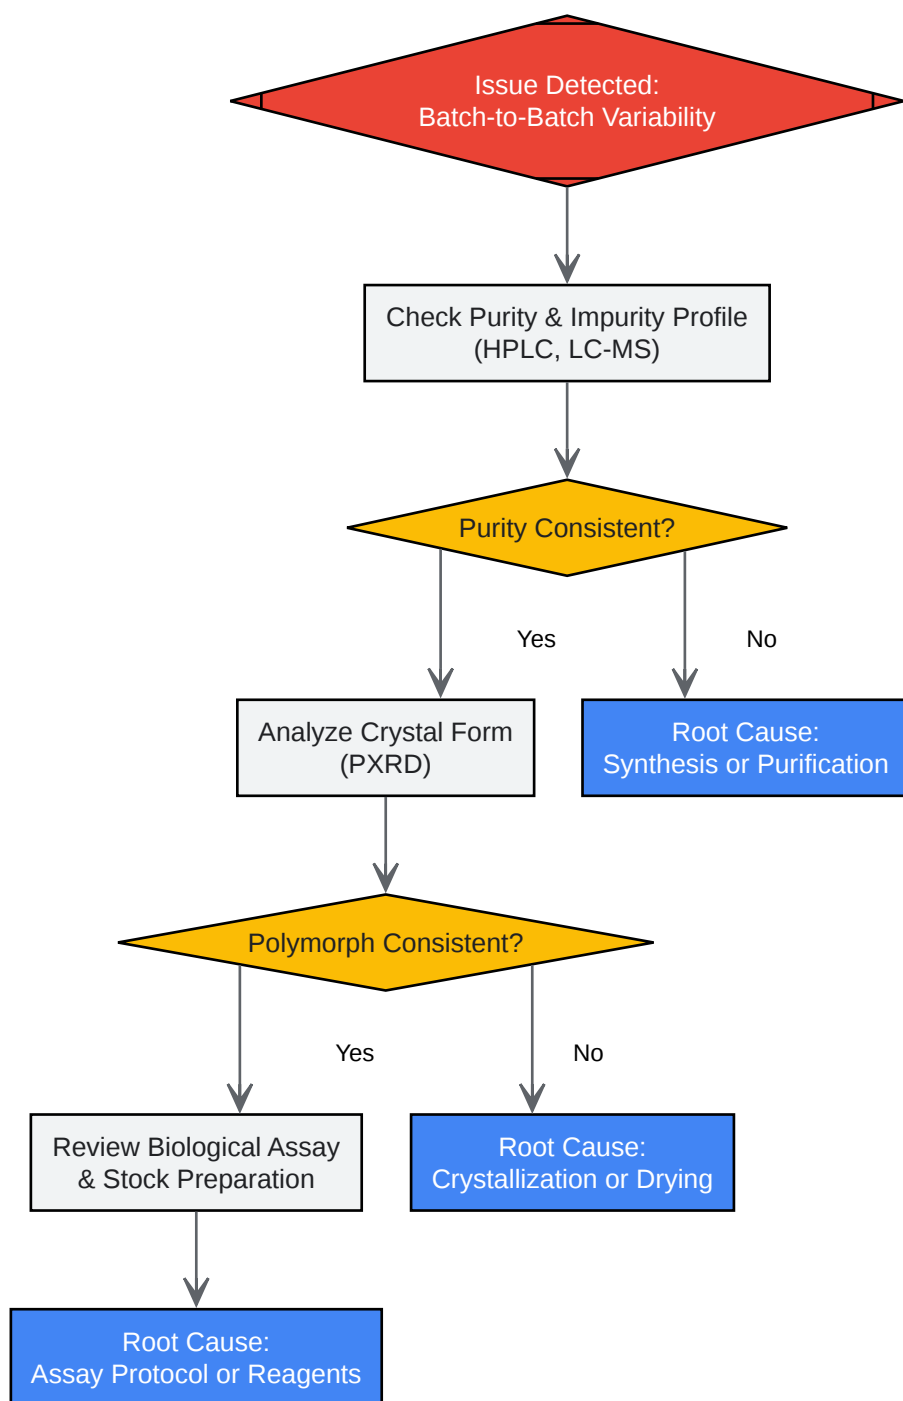 Issue Detected:
Batch-to-Batch Variability
Check Purity & Impurity Profile
(HPLC, LC-MS)
Purity Consistent?
Yes
No
Analyze Crystal Form
(PXRD)
Root Cause:
Synthesis or Purification
Polymorph Consistent?
Yes
No
Review Biological Assay
& Stock Preparation
Root Cause:
Crystallization or Drying
Root Cause:
Assay Protocol or Reagents